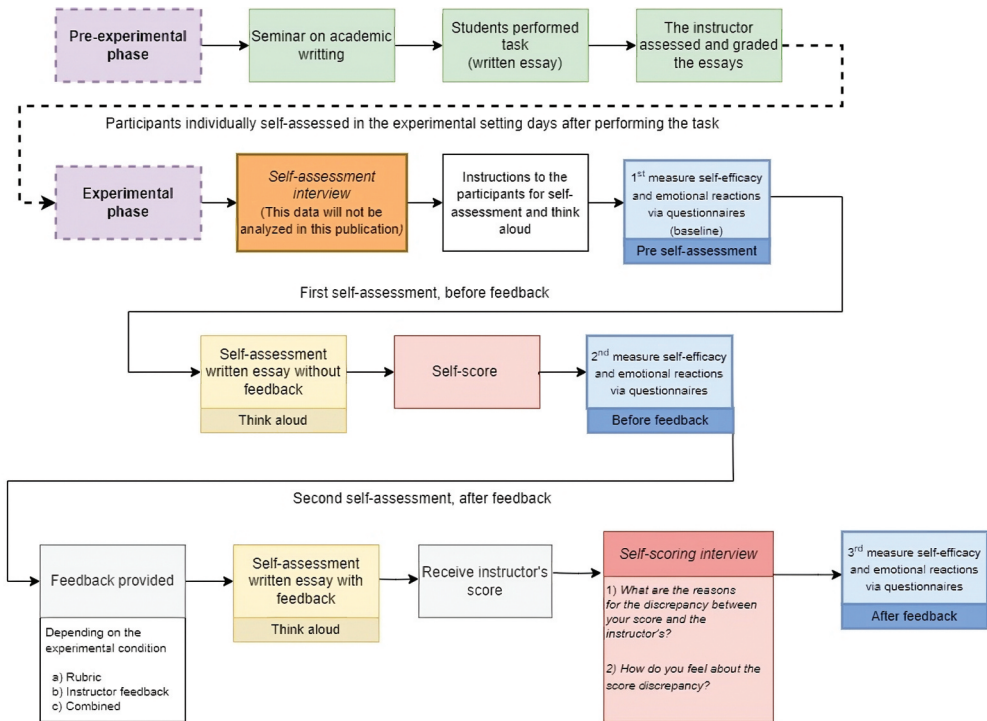 Pre-experimental
phase
Seminar on academic
writting
Students performed
task
(written essay)
The instructor
assessed and graded
the essays
Participants individually self-assessed in the experimental setting days after performing the task
Experimental
phase
Self-assessment
interview
(This data will not be
analyzed in this publication)
Instructions to the
participants for self-
assessment and think
aloud
1st measure self-efficacy
and emotional reactions
via questionnaires
(baseline)
Pre self-assessment
First self-assessment, before feedback
Self-assessment
written essay without
feedback
Think aloud
Self-score
2nd measure self-efficacy
and emotional reactions
via questionnaires
Before feedback
Second self-assessment, after feedback
Feedback provided
Depending on the
experimental condition
a) Rubric
b) Instructor feedback
c) Combined
Self-assessment
written essay with
feedback
Think aloud
Receive instructor's
score
Self-scoring interview
1) What are the reasons
for the discrepancy between
your score and the
instructor's?
2) How do you feel about the
score discrepancy?
3rd measure self-efficacy
and emotional reactions
via questionnaires
After feedback